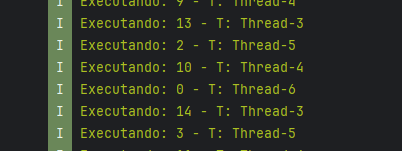 I Executando: 9 - T: Thread-4
I Executando: 13 - T: Thread-3
I Executando: 2 - T: Thread-5
I Executando: 10 - T: Thread-4
I Executando: 0 - T: Thread-6
I Executando: 14 - T: Thread-3
I Executando: 3 - T: Thread-5
I Executando: